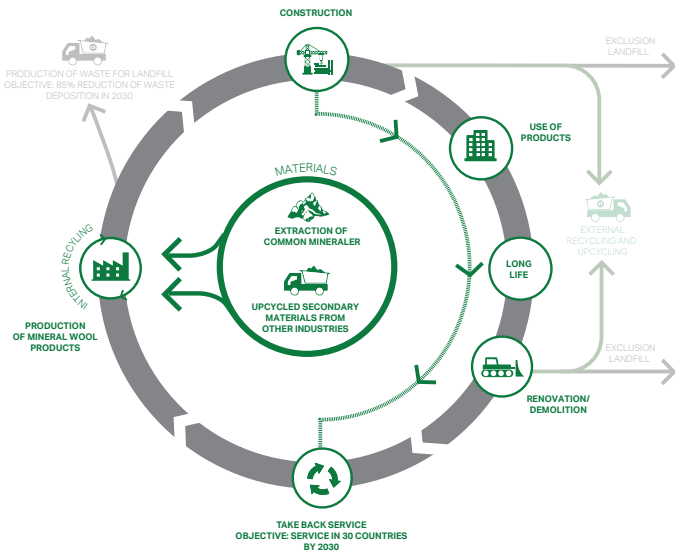 CONSTRUCTION
EXCLUSION
LANDFILL
PRODUCTION OF WASTE FOR LANDFILL
OBJECTIVE: 85% REDUCTION OF WASTE
DEPOSITION IN 2030
USE OF
PRODUCTS
MATERIALS
EXTRACTION OF
COMMON MINERALER
EXTERNAL
RECYCLING AND
UPCYCLING
INTERNAL RECYLING
LONG
LIFE
UPCYCLED SECONDARY
MATERIALS FROM
OTHER INDUSTRIES
PRODUCTION
OF MINERAL WOOL
PRODUCTS
EXCLUSION
LANDFILL
RENOVATION/
DEMOLITION
TAKE BACK SERVICE
OBJECTIVE: SERVICE IN 30 COUNTRIES
BY 2030